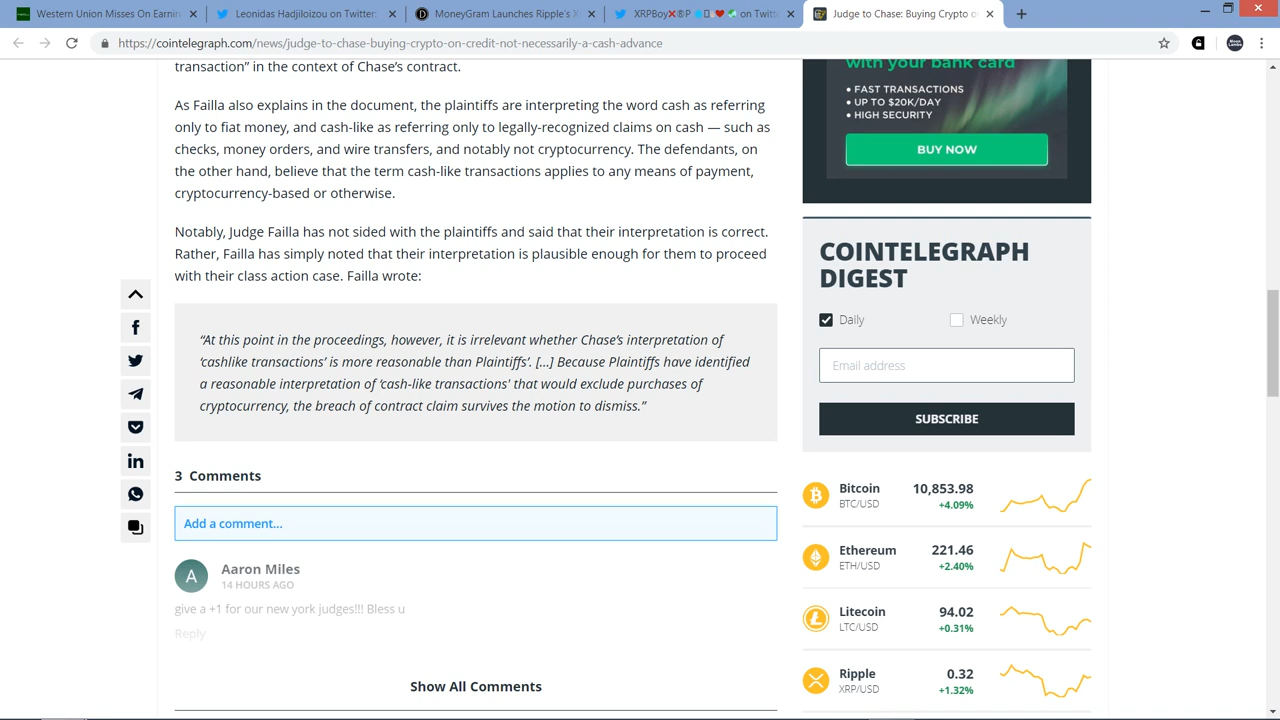 Western Union Misses On Earnin
Leonidas Hadjiloizou on Twitter
MoneyGram Launches Ripple's X
XRPBoy❌®️P on Twitt
Judge to Chase: Buying Crypto o
https://cointelegraph.com/news/judge-to-chase-buying-crypto-on-credit-not-necessarily-a-cash-advance
transaction” in the context of Chase’s contract.
As Failla also explains in the document, the plaintiffs are interpreting the word cash as referring
only to fiat money, and cash-like as referring only to legally-recognized claims on cash — such as
checks, money orders, and wire transfers, and notably not cryptocurrency. The defendants, on
the other hand, believe that the term cash-like transactions applies to any means of payment,
cryptocurrency-based or otherwise.
Notably, Judge Failla has not sided with the plaintiffs and said that their interpretation is correct.
Rather, Failla has simply noted that their interpretation is plausible enough for them to proceed
with their class action case. Failla wrote:
“At this point in the proceedings, however, it is irrelevant whether Chase’s interpretation of
‘cashlike transactions’ is more reasonable than Plaintiffs’. [...] Because Plaintiffs have identified
a reasonable interpretation of ‘cash-like transactions’ that would exclude purchases of
cryptocurrency, the breach of contract claim survives the motion to dismiss.”
3 Comments
Add a comment...
A
Aaron Miles
14 HOURS AGO
give a +1 for our new york judges!!! Bless u
Reply
Show All Comments
with your bank card
• FAST TRANSACTIONS
• UP TO $20K/DAY
• HIGH SECURITY
BUY NOW
COINTELEGRAPH
DIGEST
Daily
Weekly
Email address
SUBSCRIBE
Bitcoin 10,853.98
BTC/USD +4.09%
Ethereum 221.46
ETH/USD +2.40%
Litecoin 94.02
LTC/USD +0.31%
Ripple 0.32
XRP/USD +1.32%